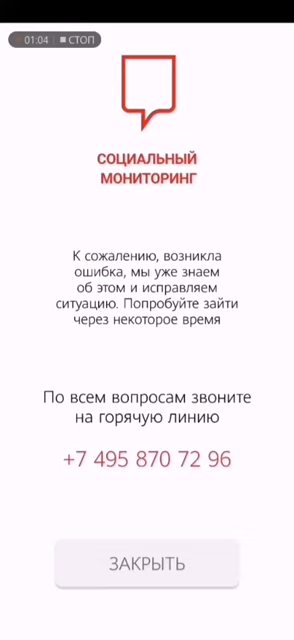 01:04 СТОП
СОЦИАЛЬНЫЙ
МОНИТОРИНГ
К сожалению, возникла
ошибка, мы уже знаем
об этом и исправляем
ситуацию. Попробуйте зайти
через некоторое время
По всем вопросам звоните
на горячую линию
+7 495 870 72 96
ЗАКРЫТЬ